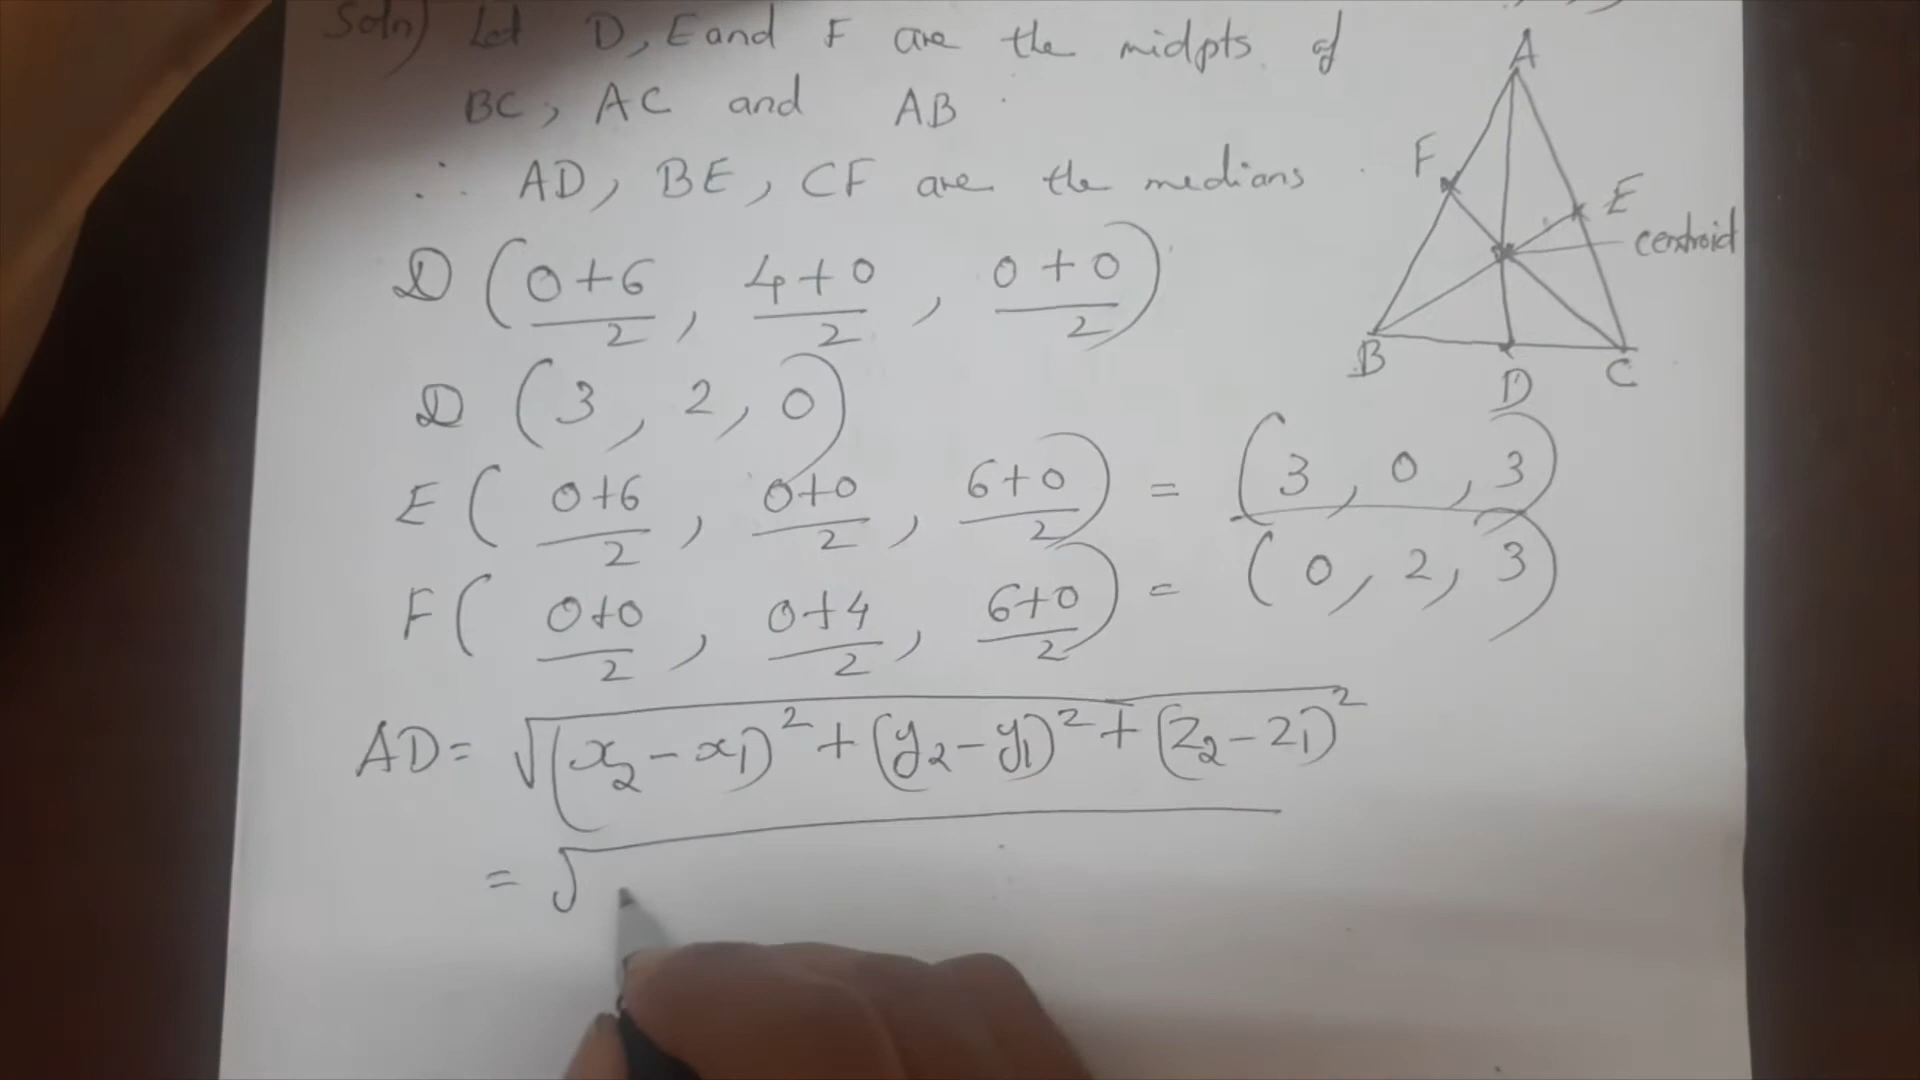 Soln) Let D, E and F are the midpts of
BC, AC and AB
∴ AD, BE, CF are the medians
D (0+6/2, 4+0/2, 0+0/2)
D (3, 2, 0)
E (0+6/2, 0+0/2, 6+0/2) = (3, 0, 3)
F (0+0/2, 0+4/2, 6+0/2) = (0, 2, 3)
AD = √(x₂-x₁)² + (y₂-y₁)² + (z₂-z₁)²
= √
A
F
E
centroid
B
D
C